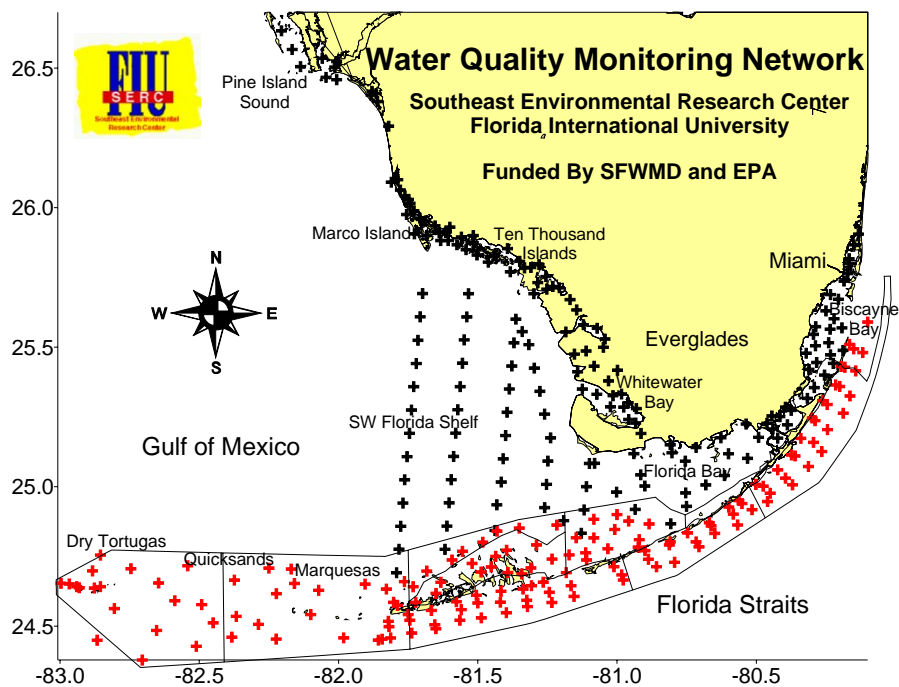 Water Quality Monitoring Network
Southeast Environmental Research Center
Florida International University
Funded By SFWMD and EPA
FIU
SERC
Southeast Environmental
Research Center
26.5
26.0
25.5
25.0
24.5
Pine Island
Sound
Marco Island
Ten Thousand
Islands
Miami
Biscayne
Bay
N
W
E
S
Everglades
Whitewater
Bay
SW Florida Shelf
Gulf of Mexico
Florida Bay
Dry Tortugas
Quicksands
Marquesas
Florida Straits
-83.0
-82.5
-82.0
-81.5
-81.0
-80.5